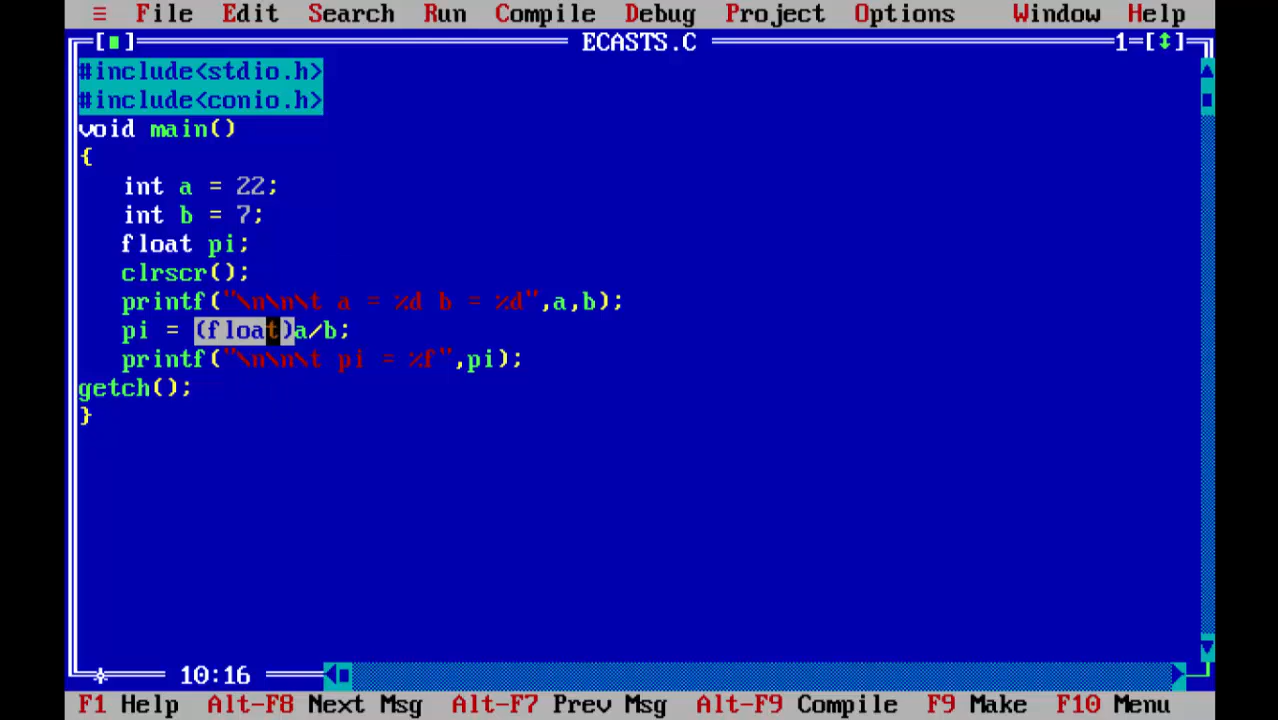 ≡ File Edit Search Run Compile Debug Project Options Window Help
[■] ECASTS.C 1=[↕]
#include<stdio.h>
#include<conio.h>
void main()
{
int a = 22;
int b = 7;
float pi;
clrscr();
printf("\n\n\t a = %d b = %d",a,b);
pi = (float)a/b;
printf("\n\n\t pi = %f",pi);
getch();
}
10:16
F1 Help Alt-F8 Next Msg Alt-F7 Prev Msg Alt-F9 Compile F9 Make F10 Menu